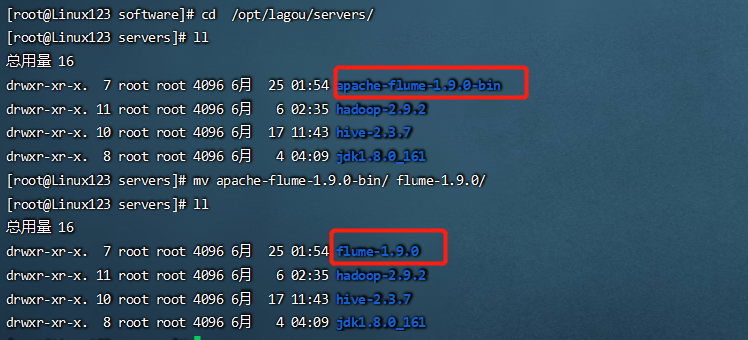 [root@Linux123 software]# cd  /opt/lagou/servers/
[root@Linux123 servers]# ll
总用量 16
drwxr-xr-x.  7 root root 4096 6月  25 01:54 apache-flume-1.9.0-bin
drwxr-xr-x. 11 root root 4096 6月   6 02:35 hadoop-2.9.2
drwxr-xr-x. 10 root root 4096 6月  17 11:43 hive-2.3.7
drwxr-xr-x.  8 root root 4096 6月   4 04:09 jdk1.8.0_161
[root@Linux123 servers]# mv apache-flume-1.9.0-bin/ flume-1.9.0/
[root@Linux123 servers]# ll
总用量 16
drwxr-xr-x.  7 root root 4096 6月  25 01:54 flume-1.9.0
drwxr-xr-x. 11 root root 4096 6月   6 02:35 hadoop-2.9.2
drwxr-xr-x. 10 root root 4096 6月  17 11:43 hive-2.3.7
drwxr-xr-x.  8 root root 4096 6月   4 04:09 jdk1.8.0_161